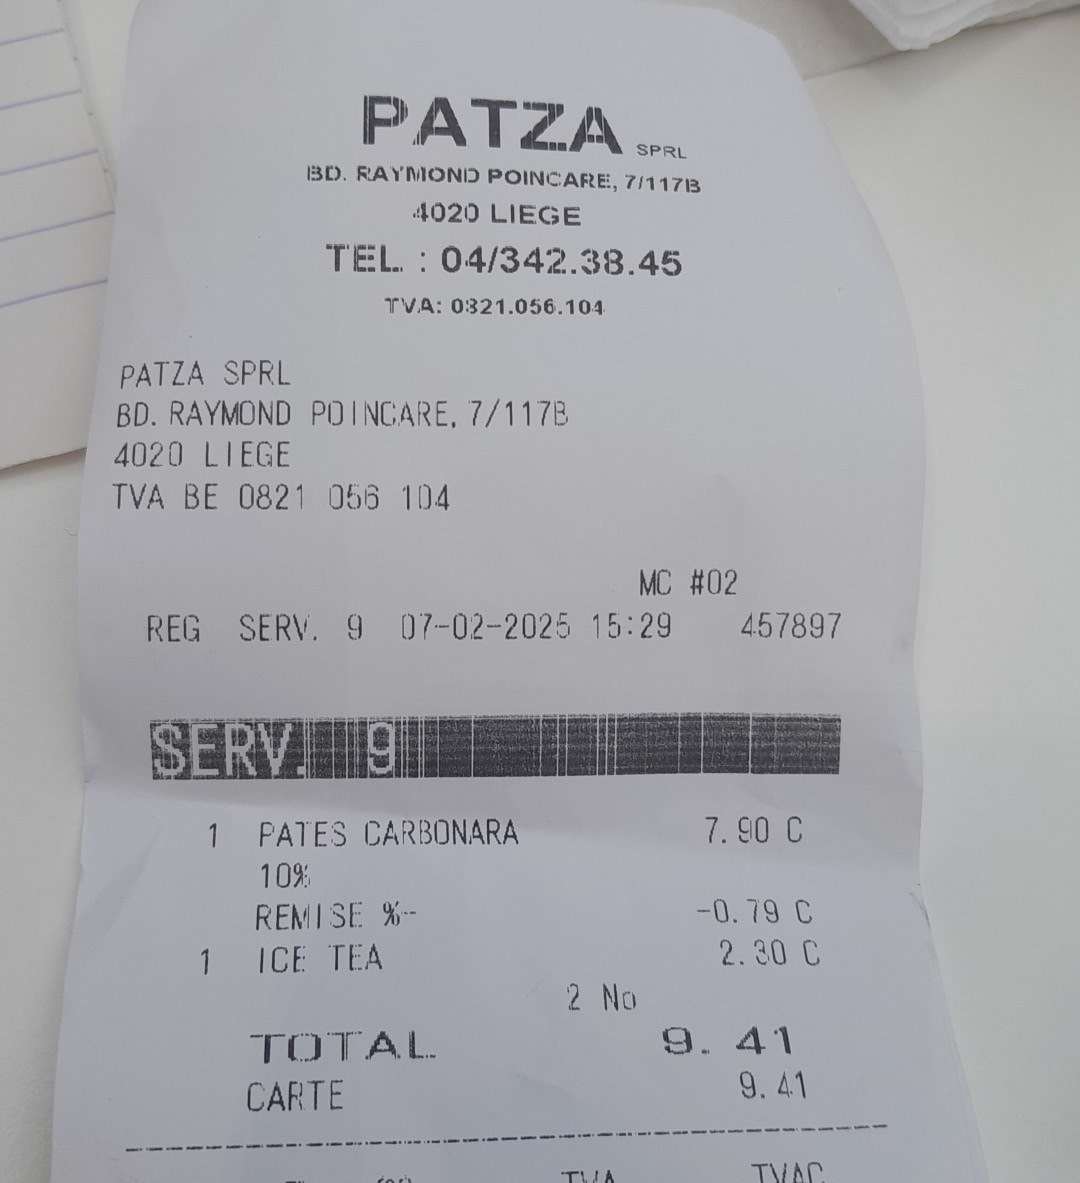 PATZA SPRL
BD. RAYMOND POINCARE, 7/117B
4020 LIEGE
TEL. : 04/342.38.45
TVA: 0821.056.104
PATZA SPRL
BD. RAYMOND POINCARE, 7/117B
4020 LIEGE
TVA BE 0821 056 104
MC #02
REG SERV. 9 07-02-2025 15:29 457897
SERV. 9
1 PATES CARBONARA 7.90 C
10%
REMISE %- -0.79 C
1 ICE TEA 2.30 C
2 No
TOTAL 9.41
CARTE 9.41
TVA TVAC